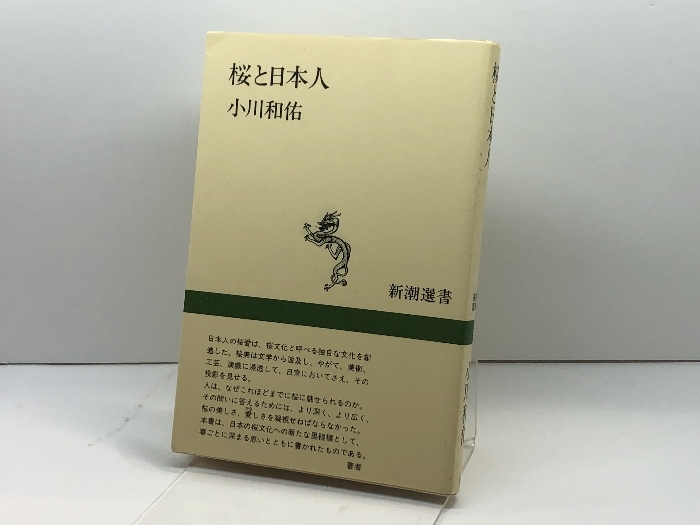 桜と日本人
小川和佑
新潮選書
日本人の桜愛は、桜文化と呼べる独自な文化を創
造した。桜美は文学から波及し、やがて、美術、
工芸、演劇に浸透して、日常においてさえ、その
投影を見せる。
人は、なぜこれほどまでに桜に魅せられるのか。
その問いに答えるためには、より深く、より広く、
桜の美しさ、愛しさを凝視せねばならなかった。
本書は、日本の桜文化への新たな里程標として、
春ごとに深まる思いとともに書かれたものである。
著者
桜と日本人